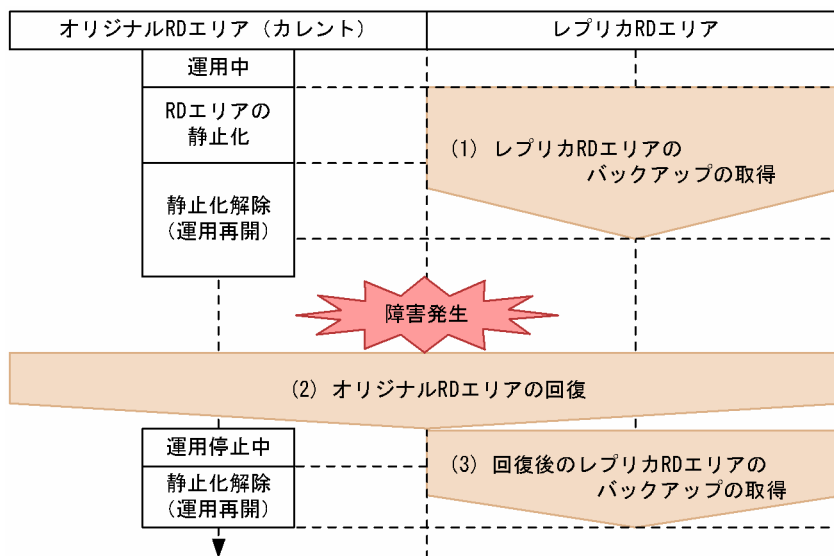 オリジナルRDエリア（カレント）
レプリカRDエリア
運用中
RDエリアの
静止化
(1) レプリカRDエリアの
バックアップの取得
静止化解除
(運用再開)
障害発生
(2) オリジナルRDエリアの回復
運用停止中
(3) 回復後のレプリカRDエリアの
バックアップの取得
静止化解除
(運用再開)